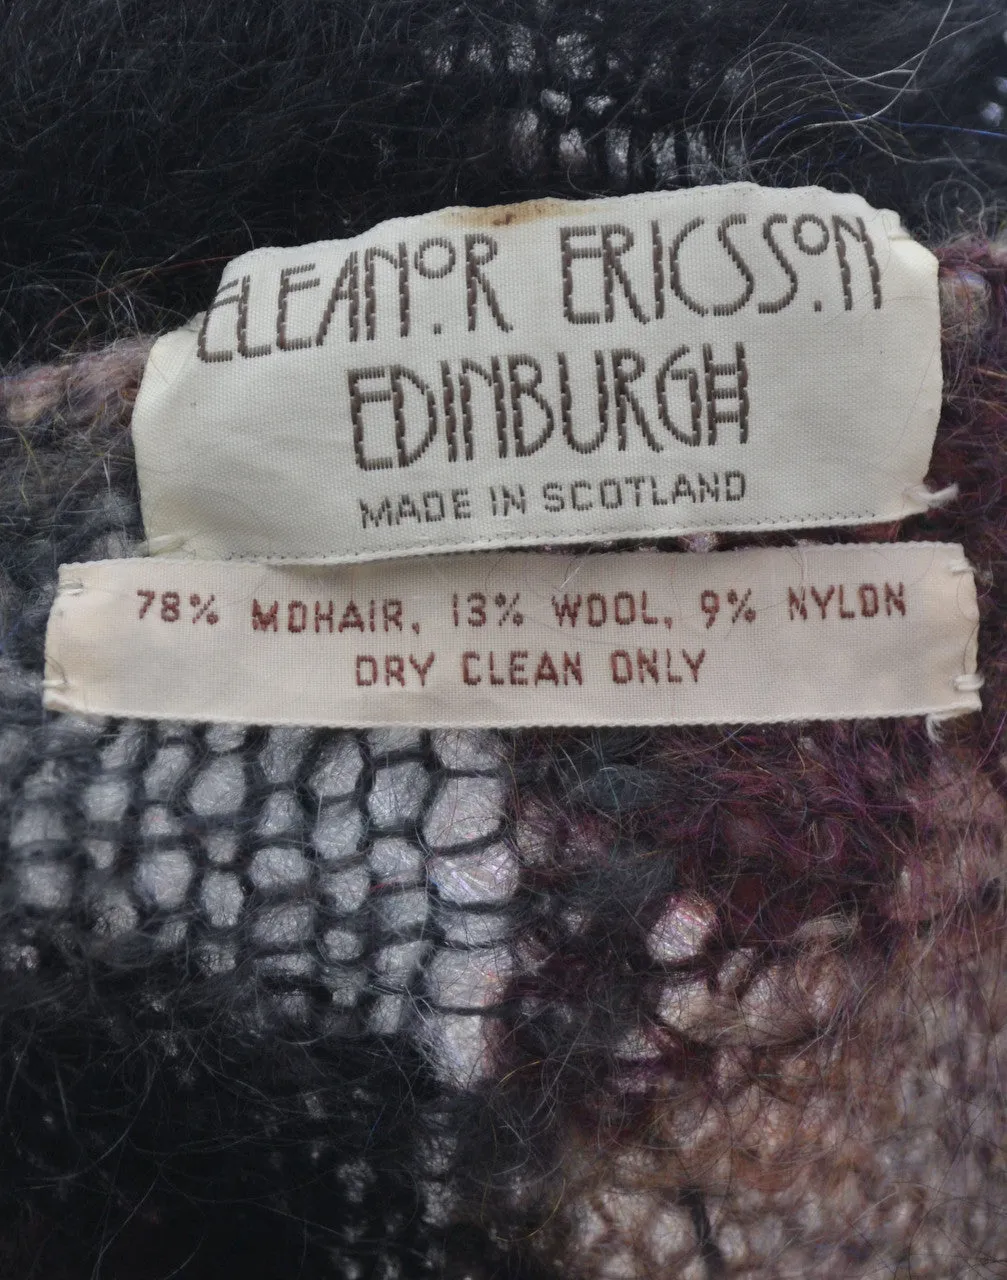 ELEANOR ERICSSON
EDINBURGH
MADE IN SCOTLAND
78% MOHAIR, 13% WOOL, 9% NYLON
DRY CLEAN ONLY